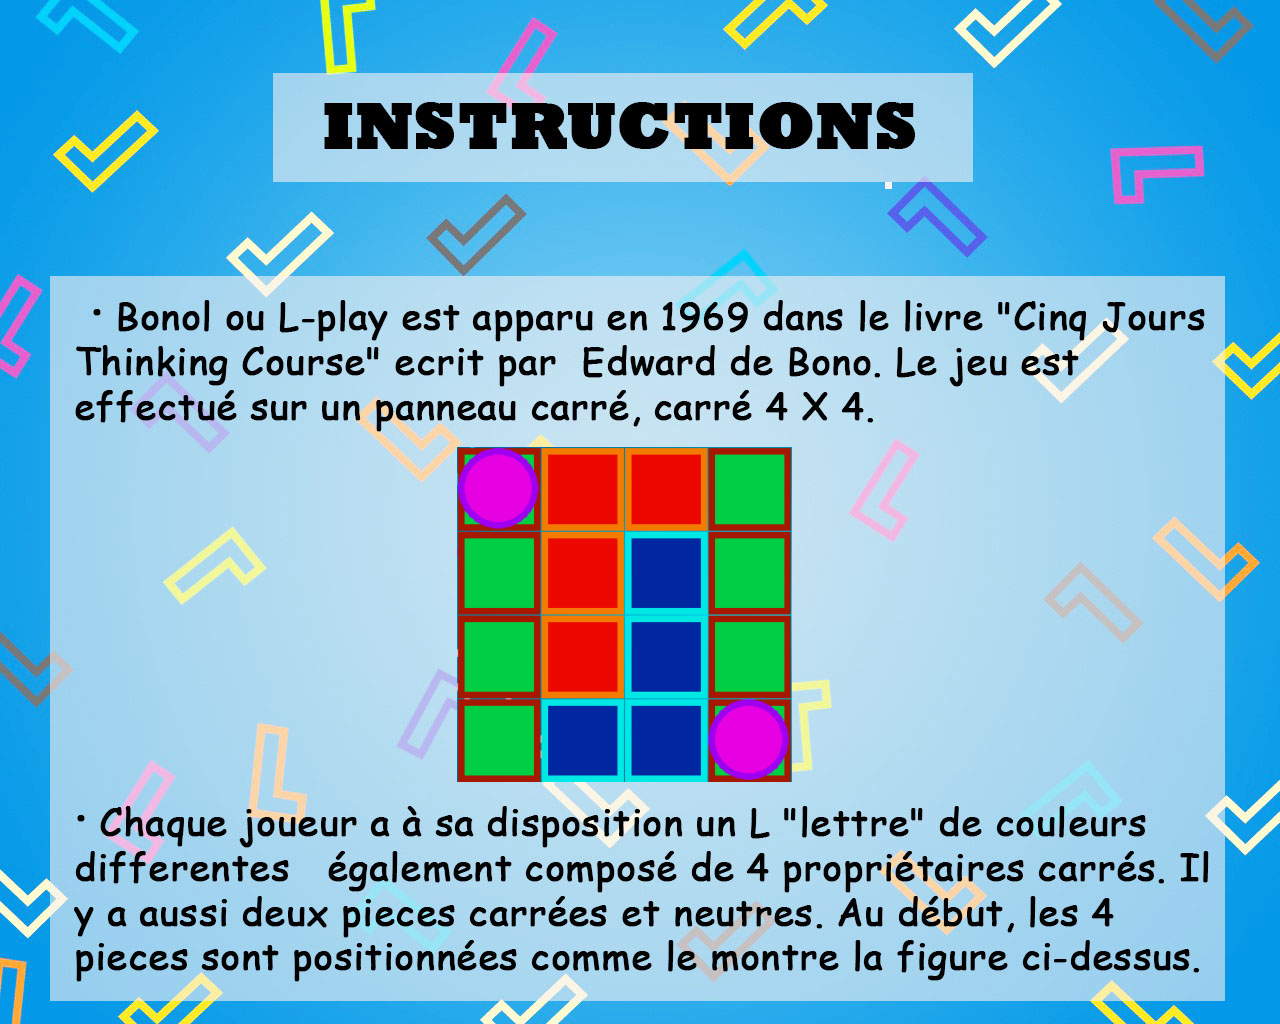 INSTRUCTIONS
· Bonol ou L-play est apparu en 1969 dans le livre "Cinq Jours
Thinking Course" ecrit par Edward de Bono. Le jeu est
effectué sur un panneau carré, carré 4 X 4.
· Chaque joueur a à sa disposition un L "lettre" de couleurs
differentes également composé de 4 propriétaires carrés. Il
y a aussi deux pieces carrées et neutres. Au début, les 4
pieces sont positionnées comme le montre la figure ci-dessus.